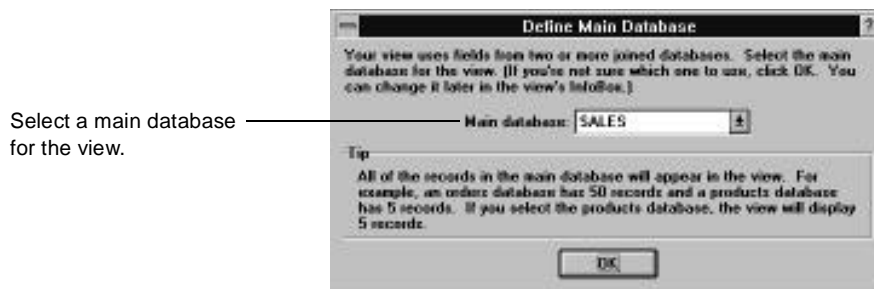 Define Main Database
?
Your view uses fields from two or more joined databases. Select the main
database for the view. (If you're not sure which one to use, click OK. You
can change it later in the view's InfoBox.)
Select a main database
for the view.
Main database: SALES
Tip
All of the records in the main database will appear in the view. For
example, an orders database has 50 records and a products database
has 5 records. If you select the products database, the view will display
5 records.
OK